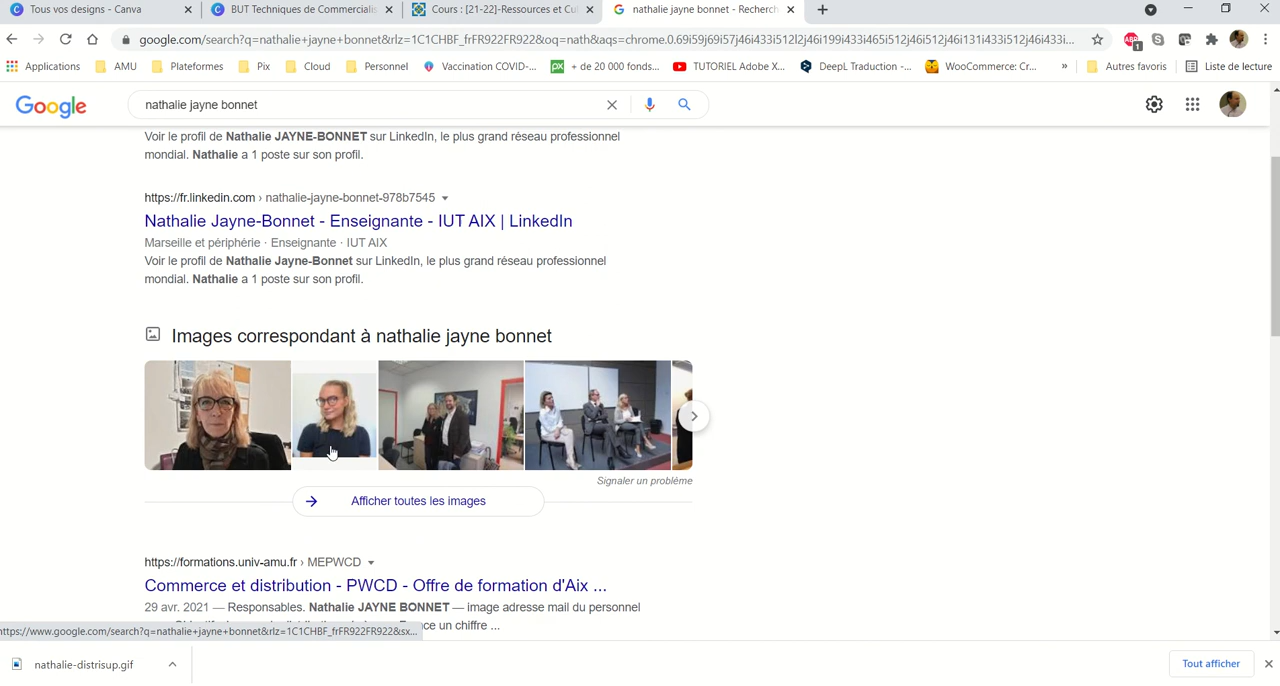 Tous vos designs - Canva
BUT Techniques de Commercialis
Cours : [21-22]-Ressources et Cul
nathalie jayne bonnet - Recherch
google.com/search?q=nathalie+jayne+bonnet&rlz=1C1CHBF_frFR922FR922&oq=nath&aqs=chrome.0.69i59j69i57j46i433i512l2j46i199i433i465i512j46i512j46i131i433i512j46i433i...
Applications AMU Plateformes Pix Cloud Personnel Vaccination COVID-... + de 20 000 fonds... TUTORIEL Adobe X... DeepL Traduction -... WooCommerce: Cr... » Autres favoris Liste de lecture
Google
nathalie jayne bonnet
Voir le profil de Nathalie JAYNE-BONNET sur LinkedIn, le plus grand réseau professionnel
mondial. Nathalie a 1 poste sur son profil.
https://fr.linkedin.com › nathalie-jayne-bonnet-978b7545
Nathalie Jayne-Bonnet - Enseignante - IUT AIX | LinkedIn
Marseille et périphérie · Enseignante · IUT AIX
Voir le profil de Nathalie Jayne-Bonnet sur LinkedIn, le plus grand réseau professionnel
mondial. Nathalie a 1 poste sur son profil.
Images correspondant à nathalie jayne bonnet
Signaler un problème
Afficher toutes les images
https://formations.univ-amu.fr › MEPWCD
Commerce et distribution - PWCD - Offre de formation d'Aix ...
29 avr. 2021 — Responsables. Nathalie JAYNE BONNET — image adresse mail du personnel
un chiffre ...
https://www.google.com/search?q=nathalie+jayne+bonnet&rlz=1C1CHBF_frFR922FR922&sx...
nathalie-distrisup.gif
Tout afficher